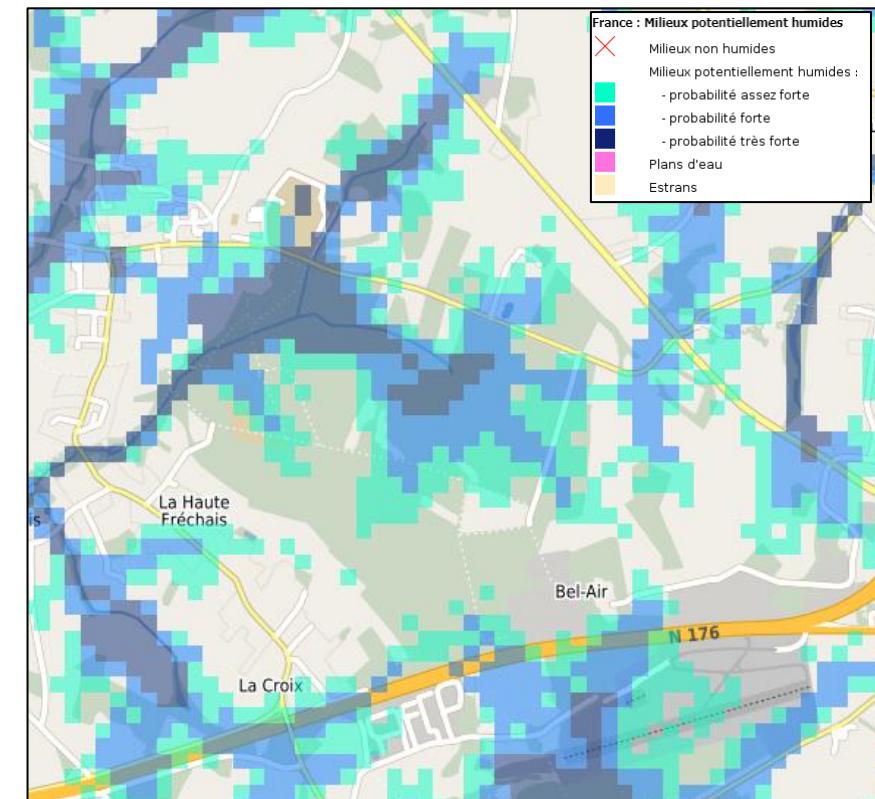 France : Milieux potentiellement humides
Milieux non humides
Milieux potentiellement humides :
- probabilité assez forte
- probabilité forte
- probabilité très forte
Plans d'eau
Estrans
La Haute
Fréchais
is
Bel-Air
N 176
La Croix